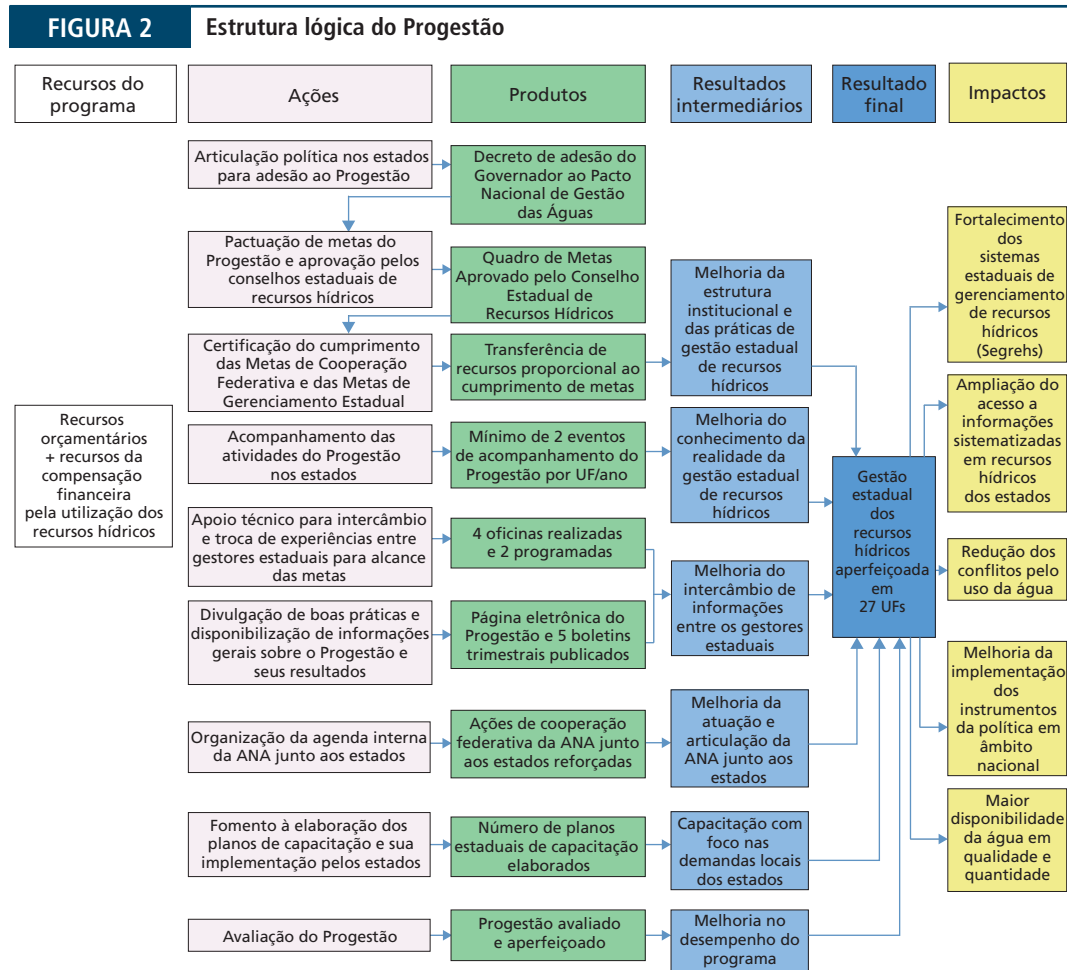 FIGURA 2
Estrutura lógica do Progestão
Recursos do
programa
Ações
Produtos
Resultados
intermediários
Resultado
final
Impactos
Recursos
orçamentários
+ recursos da
compensação
financeira
pela utilização dos
recursos hídricos
Articulação política nos estados
para adesão ao Progestão
Decreto de adesão do
Governador ao Pacto
Nacional de Gestão
das Águas
Pactuação de metas do
Progestão e aprovação pelos
conselhos estaduais de
recursos hídricos
Quadro de Metas
Aprovado pelo Conselho
Estadual de
Recursos Hídricos
Certificação do cumprimento
das Metas de Cooperação
Federativa e das Metas de
Gerenciamento Estadual
Transferência de
recursos proporcional ao
cumprimento de metas
Melhoria da
estrutura
institucional e
das práticas de
gestão estadual
de recursos
hídricos
Acompanhamento das
atividades do Progestão
nos estados
Mínimo de 2 eventos
de acompanhamento do
Progestão por UF/ano
Melhoria do
conhecimento da
realidade da
gestão estadual
de recursos
hídricos
Apoio técnico para intercâmbio
e troca de experiências entre
gestores estaduais para alcance
das metas
4 oficinas realizadas
e 2 programadas
Divulgação de boas práticas e
disponibilização de informações
gerais sobre o Progestão e
seus resultados
Página eletrônica do
Progestão e 5 boletins
trimestrais publicados
Melhoria do
intercâmbio de
informações
entre os gestores
estaduais
Organização da agenda interna
da ANA junto aos estados
Ações de cooperação
federativa da ANA junto
aos estados reforçadas
Melhoria da
atuação e
articulação da
ANA junto aos
estados
Fomento à elaboração dos
planos de capacitação e sua
implementação pelos estados
Número de planos
estaduais de capacitação
elaborados
Capacitação com
foco nas
demandas locais
dos estados
Avaliação do Progestão
Progestão avaliado
e aperfeiçoado
Melhoria no
desempenho do
programa
Gestão
estadual
dos
recursos
hídricos
aperfeiçoada
em
27 UFs
Fortalecimento
dos
sistemas
estaduais de
gerenciamento
de recursos
hídricos
(Segrehs)
Ampliação do
acesso a
informações
sistematizadas
em recursos
hídricos
dos estados
Redução dos
conflitos pelo
uso da água
Melhoria da
implementação
dos
instrumentos
da política em
âmbito
nacional
Maior
disponibilidade
da água em
qualidade e
quantidade